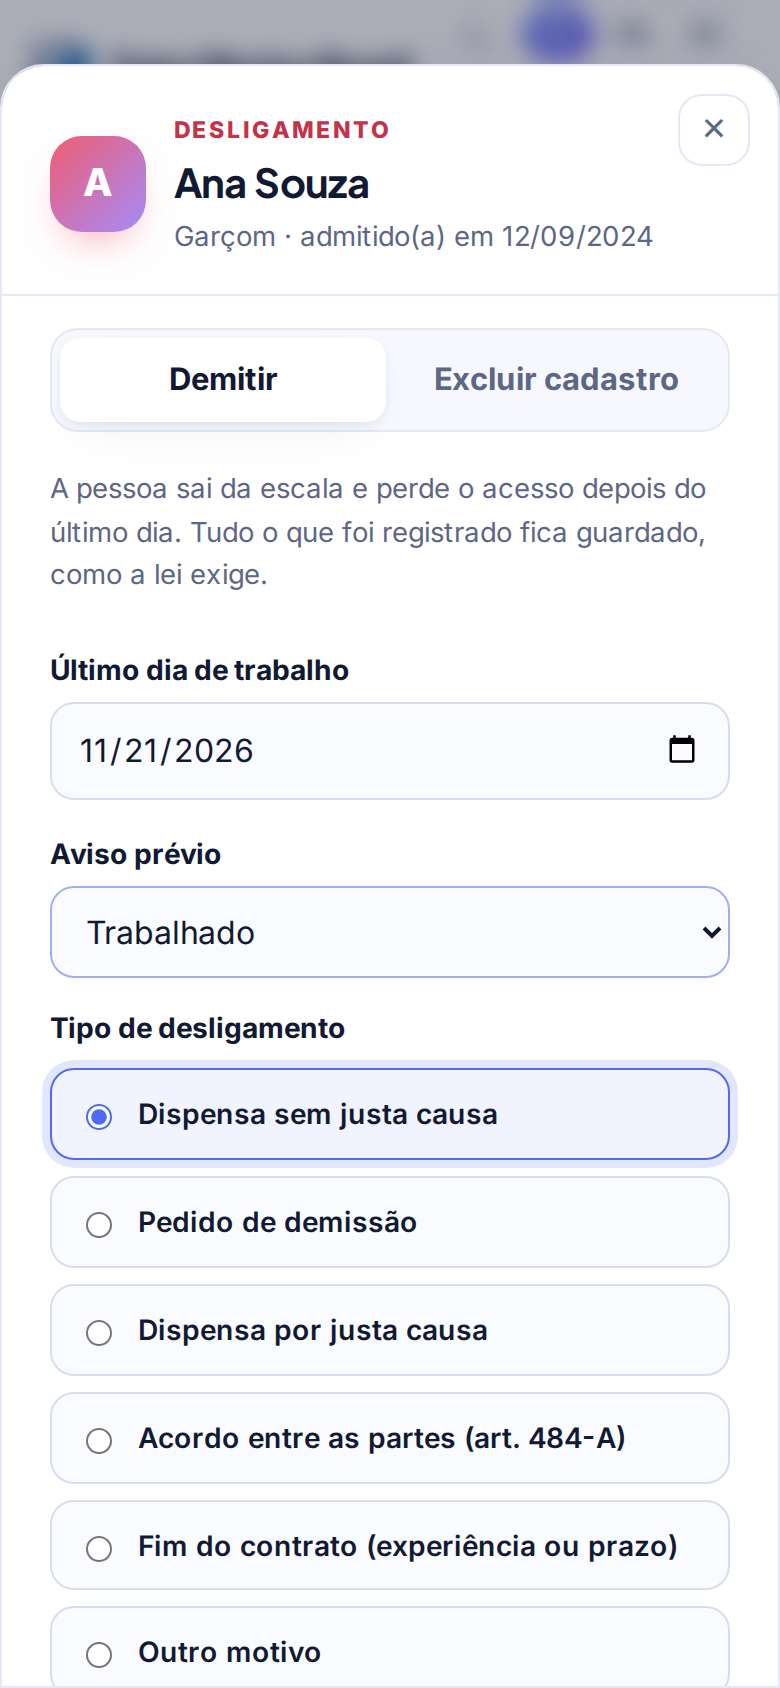 DESLIGAMENTO
A
Ana Souza
Garçom · admitido(a) em 12/09/2024
Demitir
Excluir cadastro
A pessoa sai da escala e perde o acesso depois do
último dia. Tudo o que foi registrado fica guardado,
como a lei exige.
Último dia de trabalho
11/21/2026
Aviso prévio
Trabalhado
Tipo de desligamento
Dispensa sem justa causa
Pedido de demissão
Dispensa por justa causa
Acordo entre as partes (art. 484-A)
Fim do contrato (experiência ou prazo)
Outro motivo